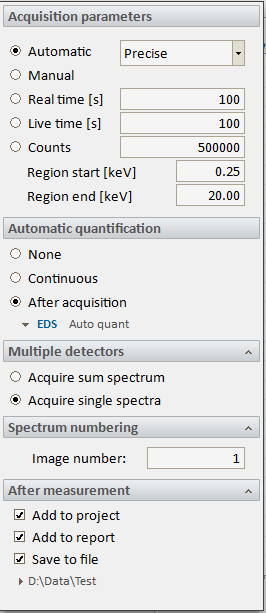 Acquisition parameters
Automatic Precise
Manual
Real time [s] 100
Live time [s] 100
Counts 500000
Region start [keV] 0.25
Region end [keV] 20.00
Automatic quantification
None
Continuous
After acquisition
EDS Auto quant
Multiple detectors
Acquire sum spectrum
Acquire single spectra
Spectrum numbering
Image number: 1
After measurement
Add to project
Add to report
Save to file
D:\Data\Test